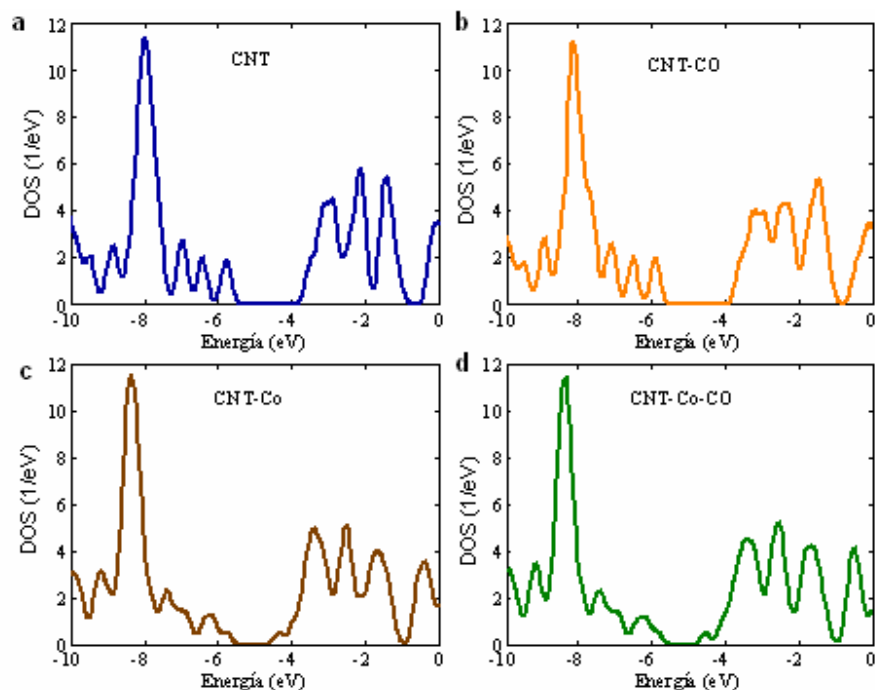 a
CNT
DOS (1/eV)
12
10
8
6
4
2
0
-10 -8 -6 -4 -2 0
Energía (eV)
b
CNT-CO
DOS (1/eV)
12
10
8
6
4
2
0
-10 -8 -6 -4 -2 0
Energía (eV)
c
CNT-Co
DOS (1/eV)
12
10
8
6
4
2
0
-10 -8 -6 -4 -2 0
Energía (eV)
d
CNT-Co-CO
DOS (1/eV)
12
10
8
6
4
2
0
-10 -8 -6 -4 -2 0
Energía (eV)